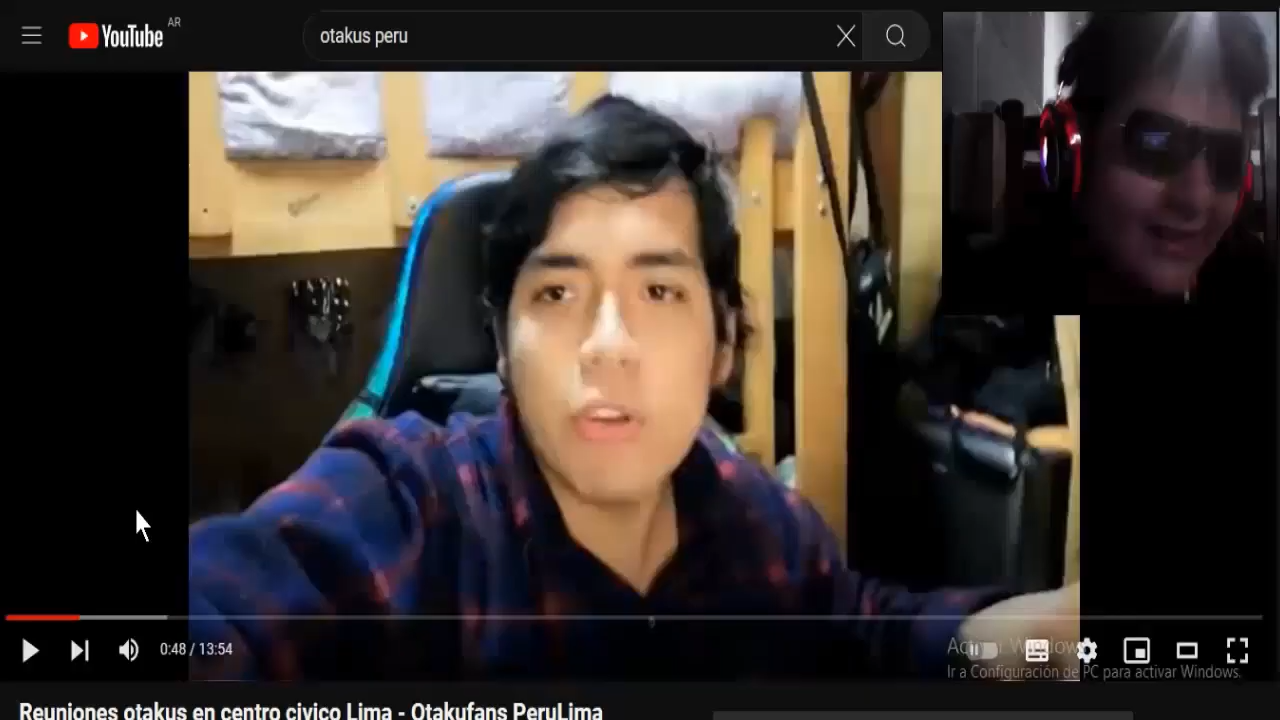 YouTube AR
otakus peru
0:48 / 13:54
Activar Windows
Ir a Configuración de PC para activar Windows.
Reuniones otakus en centro civico Lima - Otakufans PeruLima